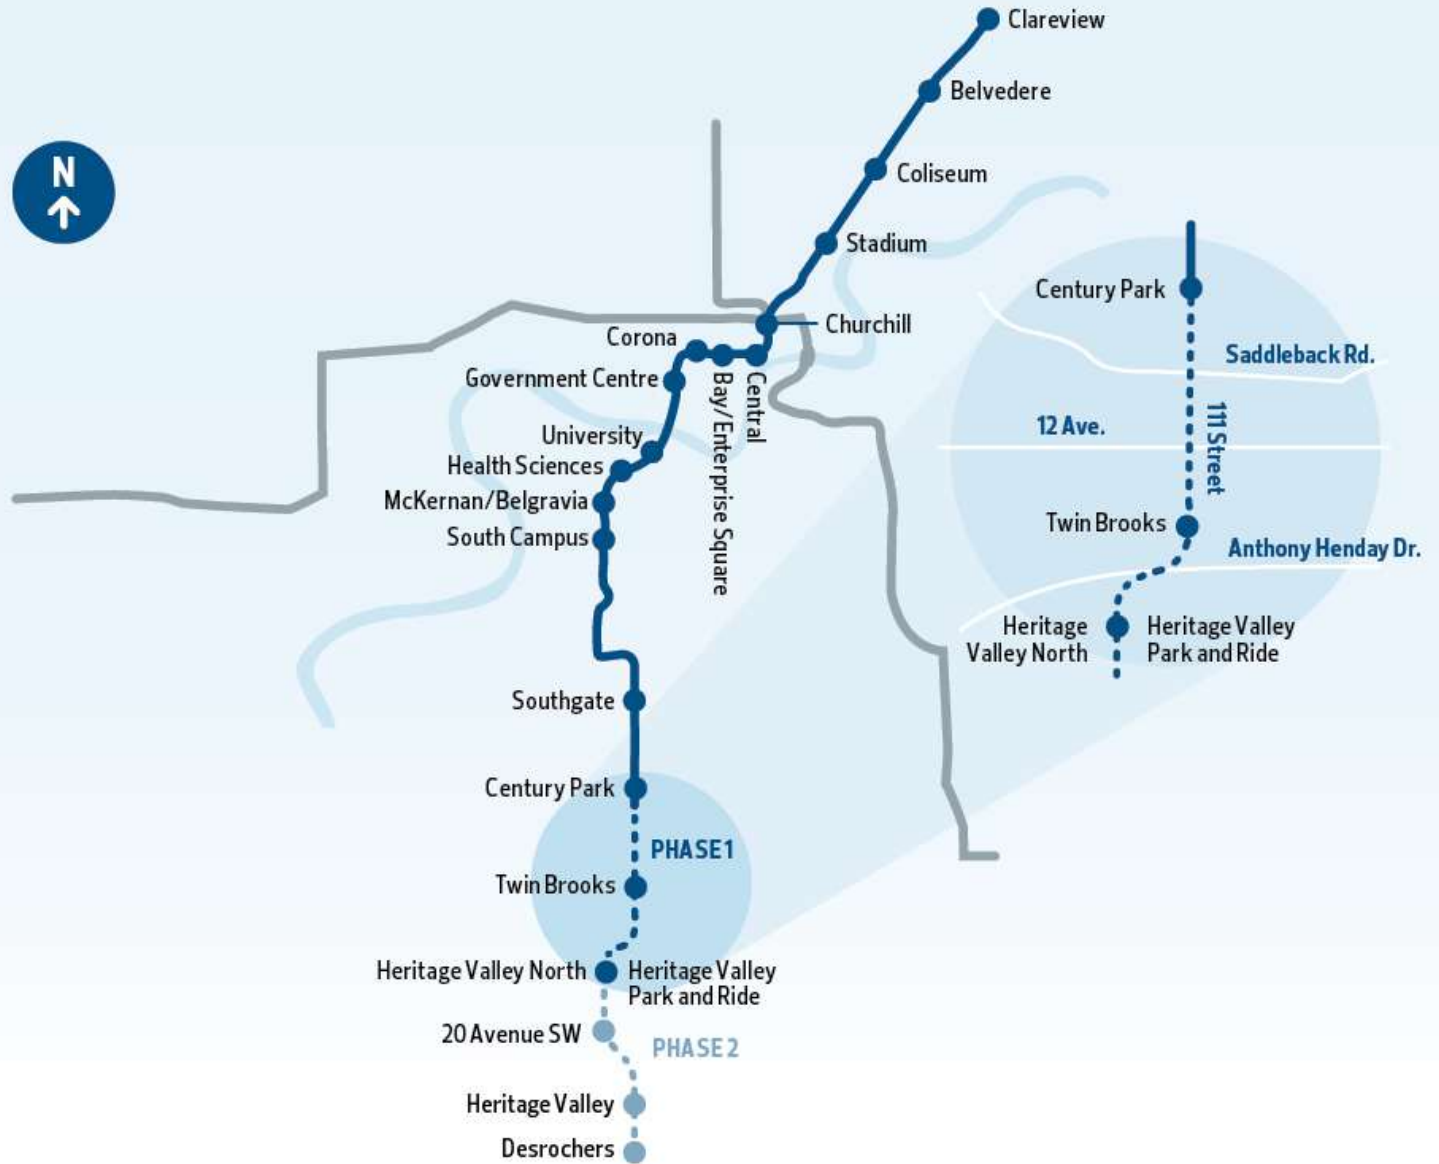 Clareview
Belvedere
N
Coliseum
Stadium
Churchill
Corona
Government Centre
Bay/Enterprise Square
Central
University
Health Sciences
McKernan/Belgravia
South Campus
Southgate
Century Park
PHASE 1
Twin Brooks
Heritage Valley North
Heritage Valley
Park and Ride
20 Avenue SW
PHASE 2
Heritage Valley
Desrochers
Century Park
Saddleback Rd.
12 Ave.
111 Street
Twin Brooks
Anthony Henday Dr.
Heritage
Valley North
Heritage Valley
Park and Ride